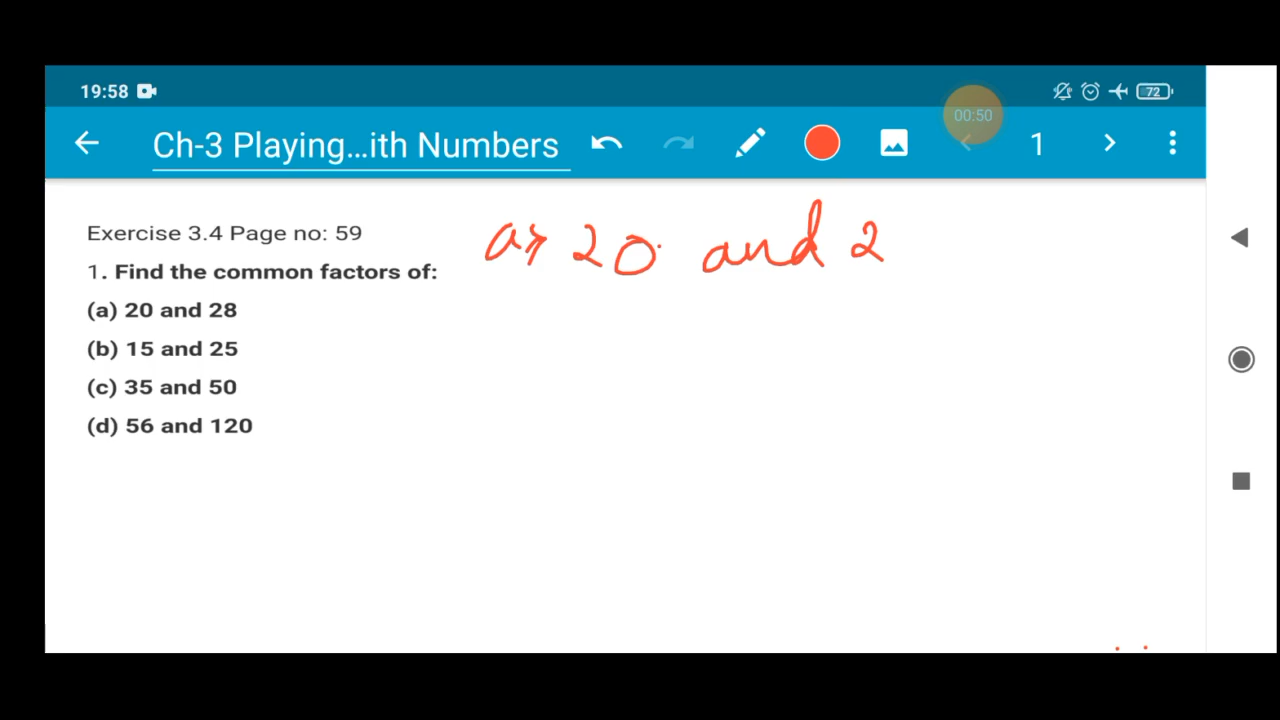 19:58
72
00:50
Ch-3 Playing...ith Numbers
1
Exercise 3.4 Page no: 59
a> 20 and 2
1. Find the common factors of:
(a) 20 and 28
(b) 15 and 25
(c) 35 and 50
(d) 56 and 120